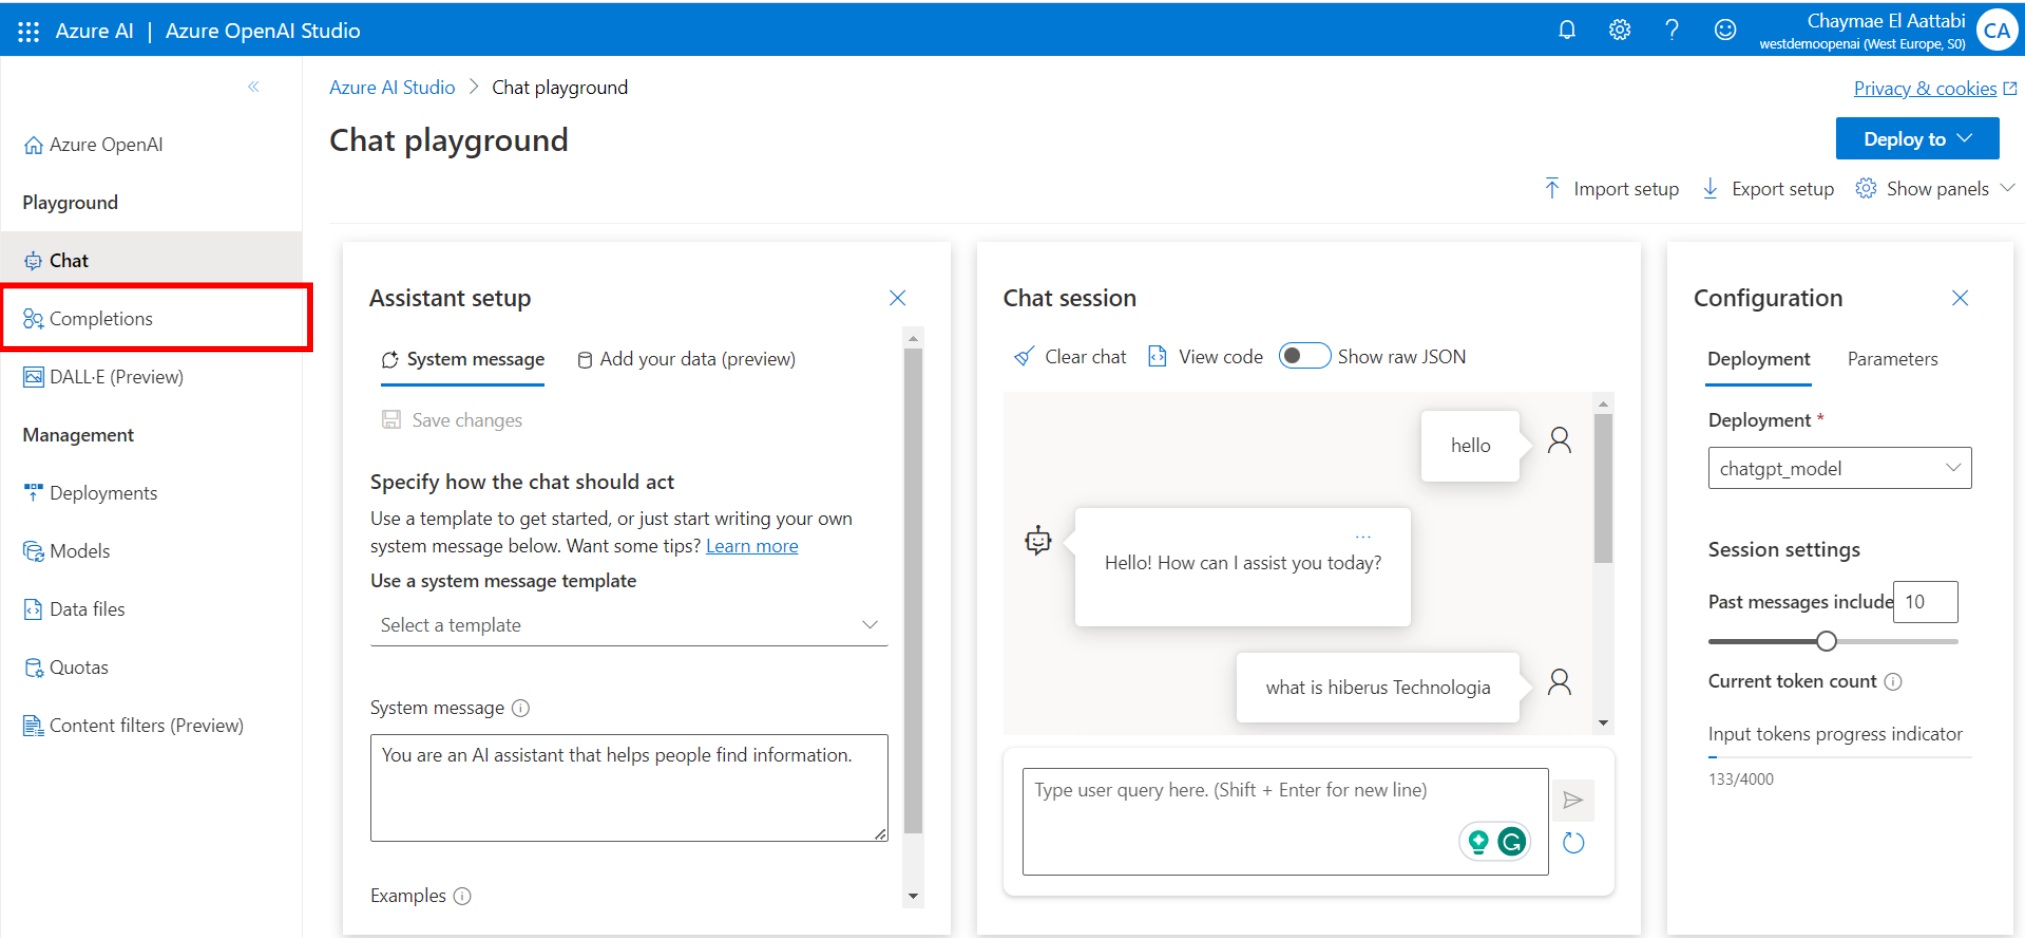 Azure AI | Azure OpenAI Studio
Chaymae El Aattabi
westdemoopenai (West Europe, S0)
CA
Azure AI Studio > Chat playground
Privacy & cookies
Chat playground
Deploy to
Import setup
Export setup
Show panels
Azure OpenAI
Playground
Chat
Completions
DALL·E (Preview)
Management
Deployments
Models
Data files
Quotas
Content filters (Preview)
Assistant setup
System message
Add your data (preview)
Save changes
Specify how the chat should act
Use a template to get started, or just start writing your own
system message below. Want some tips? Learn more
Use a system message template
Select a template
System message
You are an AI assistant that helps people find information.
Examples
Chat session
Clear chat
View code
Show raw JSON
hello
...
Hello! How can I assist you today?
what is hiberus Technologia
Type user query here. (Shift + Enter for new line)
Configuration
Deployment
Parameters
Deployment *
chatgpt_model
Session settings
Past messages include
10
Current token count
Input tokens progress indicator
133/4000